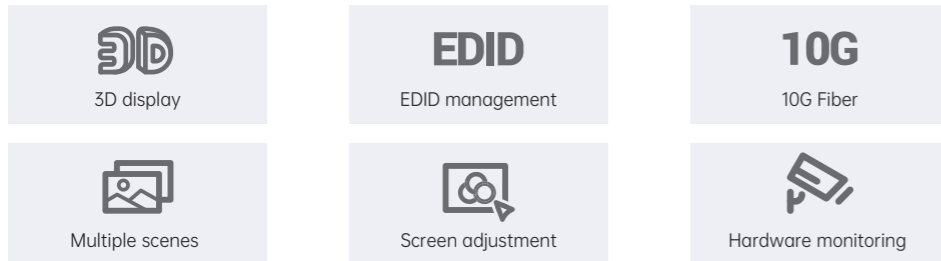 3D
EDID
10G
3D display
EDID management
10G Fiber
Multiple scenes
Screen adjustment
Hardware monitoring